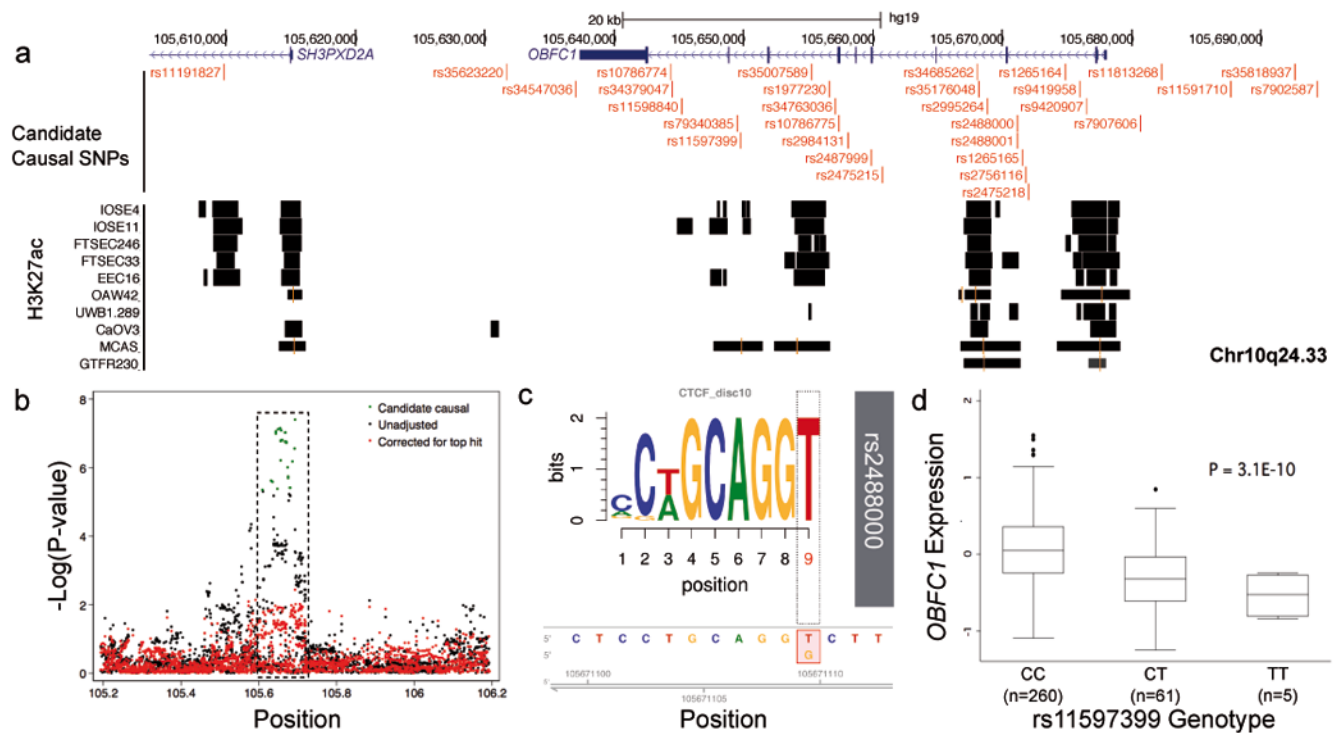 a
20 kb
hg19
105,610,000
105,620,000
105,630,000
105,640,000
105,650,000
105,660,000
105,670,000
105,680,000
105,690,000
SH3PXD2A
OBFC1
rs11191827
rs35623220
rs10786774
rs35007589
rs34685262
rs1265164
rs11813268
rs35818937
rs34547036
rs34379047
rs1977230
rs35176048
rs9419958
rs11591710
rs7902587
rs11598840
rs34763036
rs2995264
rs9420907
rs79340385
rs10786775
rs2488000
rs7907606
rs11597399
rs2984131
rs2488001
rs2487999
rs1265165
rs2475215
rs2756116
rs2475218
Candidate
Causal SNPs
H3K27ac
IOSE4
IOSE11
FTSEC246
FTSEC33
EEC16
OAW42
UWB1.289
CaOV3
MCAS
GTFR230
Chr10q24.33
b
8
6
4
2
0
-Log(P-value)
Candidate causal
Unadjusted
Corrected for top hit
105.2
105.4
105.6
105.8
106
106.2
Position
c
CTCF_disc10
bits
2
1
0
C C T A G C A G G T
1 2 3 4 5 6 7 8 9
position
rs2488000
5' C T C C T G C A G G T C T T
5' G
105671100
105671105
105671110
Position
d
OBFC1 Expression
2
1
0
-1
P = 3.1E-10
CC
CT
TT
(n=260)
(n=61)
(n=5)
rs11597399 Genotype